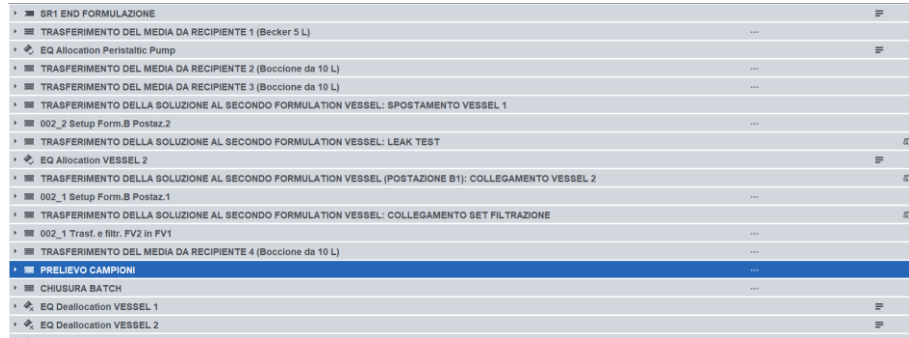 SR1 END FORMULAZIONE
TRASFERIMENTO DEL MEDIA DA RECIPIENTE 1 (Becker 5 L) ...
EQ Allocation Peristaltic Pump
TRASFERIMENTO DEL MEDIA DA RECIPIENTE 2 (Boccione da 10 L) ...
TRASFERIMENTO DEL MEDIA DA RECIPIENTE 3 (Boccione da 10 L) ...
TRASFERIMENTO DELLA SOLUZIONE AL SECONDO FORMULATION VESSEL: SPOSTAMENTO VESSEL 1
002_2 Setup Form.B Postaz.2 ...
TRASFERIMENTO DELLA SOLUZIONE AL SECONDO FORMULATION VESSEL: LEAK TEST
EQ Allocation VESSEL 2
TRASFERIMENTO DELLA SOLUZIONE AL SECONDO FORMULATION VESSEL (POSTAZIONE B1): COLLEGAMENTO VESSEL 2
002_1 Setup Form.B Postaz.1 ...
TRASFERIMENTO DELLA SOLUZIONE AL SECONDO FORMULATION VESSEL: COLLEGAMENTO SET FILTRAZIONE
002_1 Trasf. e filtr. FV2 in FV1 ...
TRASFERIMENTO DEL MEDIA DA RECIPIENTE 4 (Boccione da 10 L) ...
PRELIEVO CAMPIONI ...
CHIUSURA BATCH ...
EQ Deallocation VESSEL 1
EQ Deallocation VESSEL 2